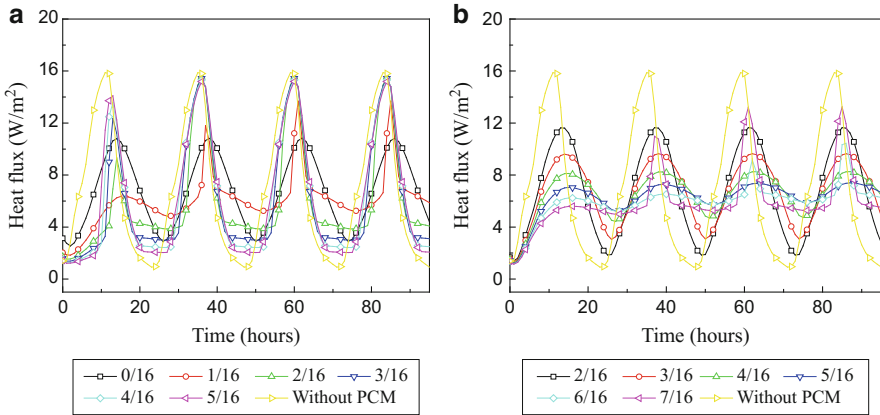 a
Heat flux (W/m²)
20
16
12
8
4
0
0 20 40 60 80
Time (hours)
0/16 1/16 2/16 3/16
4/16 5/16 Without PCM
b
Heat flux (W/m²)
20
16
12
8
4
0
0 20 40 60 80
Time (hours)
2/16 3/16 4/16 5/16
6/16 7/16 Without PCM